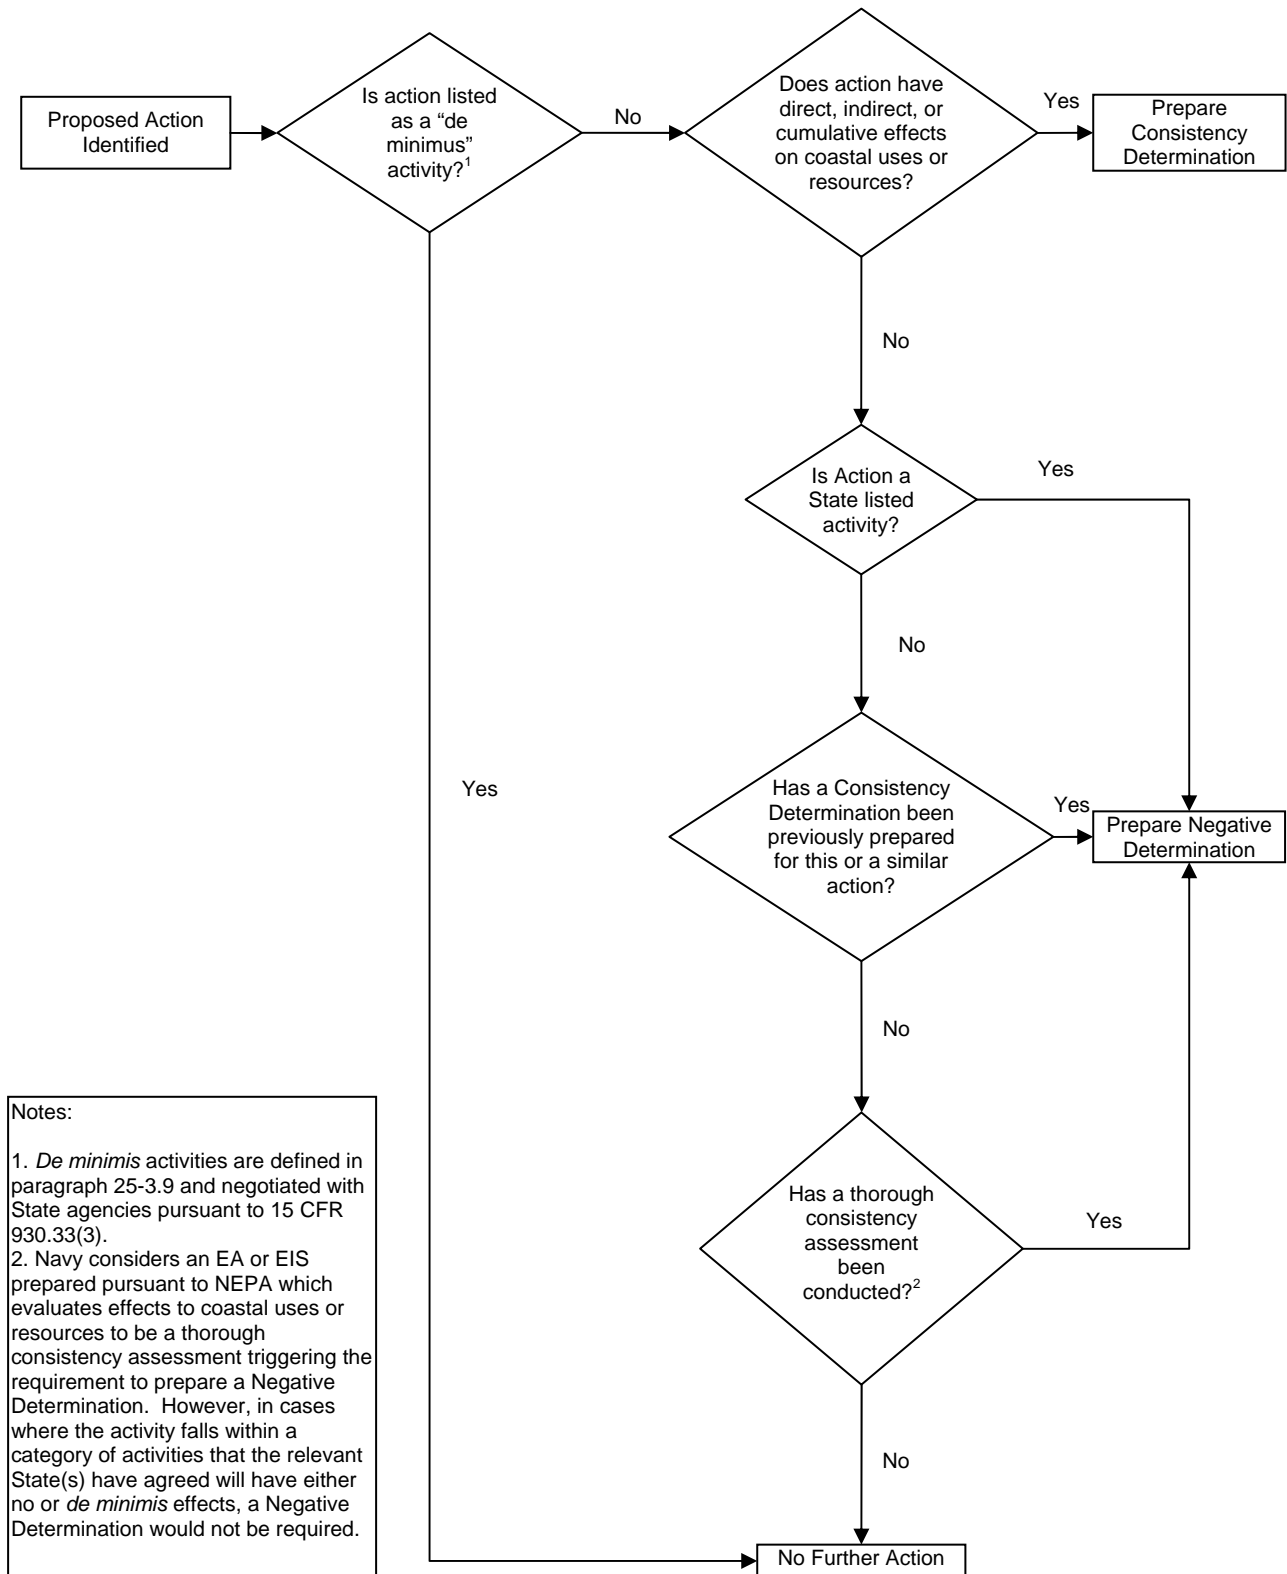 Proposed Action
Identified
Is action listed
as a “de
minimus”
activity?1
No
Does action have
direct, indirect, or
cumulative effects
on coastal uses or
resources?
Yes
Prepare
Consistency
Determination
No
Is Action a
State listed
activity?
Yes
No
Yes
Has a Consistency
Determination been
previously prepared
for this or a similar
action?
Yes
Prepare Negative
Determination
No
Has a thorough
consistency
assessment
been
conducted?2
Yes
No
No Further Action
Notes:
1. De minimis activities are defined in
paragraph 25-3.9 and negotiated with
State agencies pursuant to 15 CFR
930.33(3).
2. Navy considers an EA or EIS
prepared pursuant to NEPA which
evaluates effects to coastal uses or
resources to be a thorough
consistency assessment triggering the
requirement to prepare a Negative
Determination.  However, in cases
where the activity falls within a
category of activities that the relevant
State(s) have agreed will have either
no or de minimis effects, a Negative
Determination would not be required.